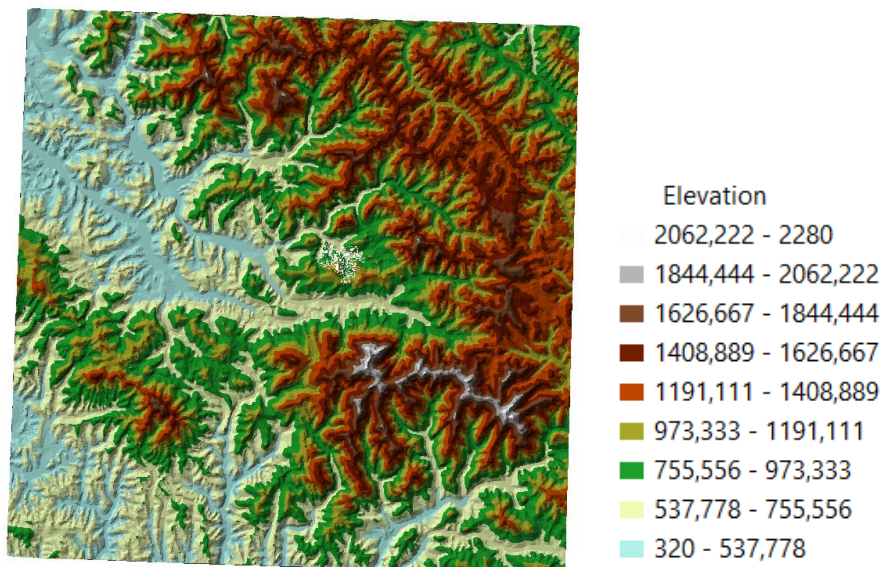 Elevation
2062,222 - 2280
1844,444 - 2062,222
1626,667 - 1844,444
1408,889 - 1626,667
1191,111 - 1408,889
973,333 - 1191,111
755,556 - 973,333
537,778 - 755,556
320 - 537,778